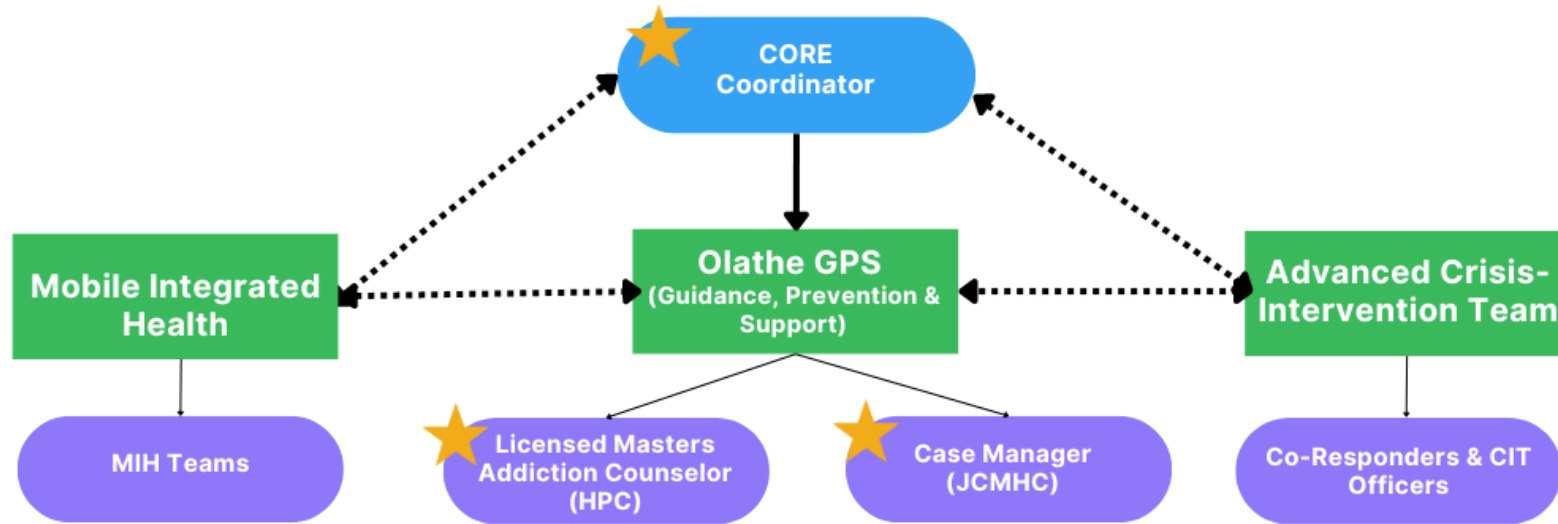 CORE
Coordinator
Mobile Integrated
Health
Olathe GPS
(Guidance, Prevention &
Support)
Advanced Crisis-
Intervention Team
MIH Teams
Licensed Masters
Addiction Counselor
(HPC)
Case Manager
(JCMHC)
Co-Responders & CIT
Officers